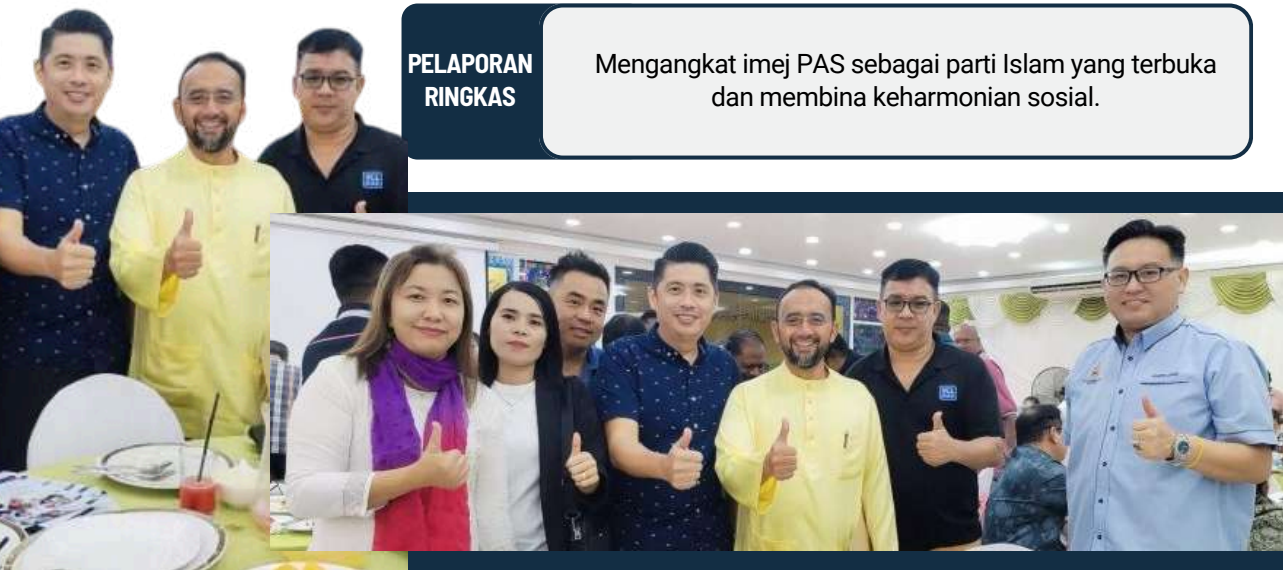 PELAPORAN
RINGKAS
Mengangkat imej PAS sebagai parti Islam yang terbuka
dan membina keharmonian sosial.